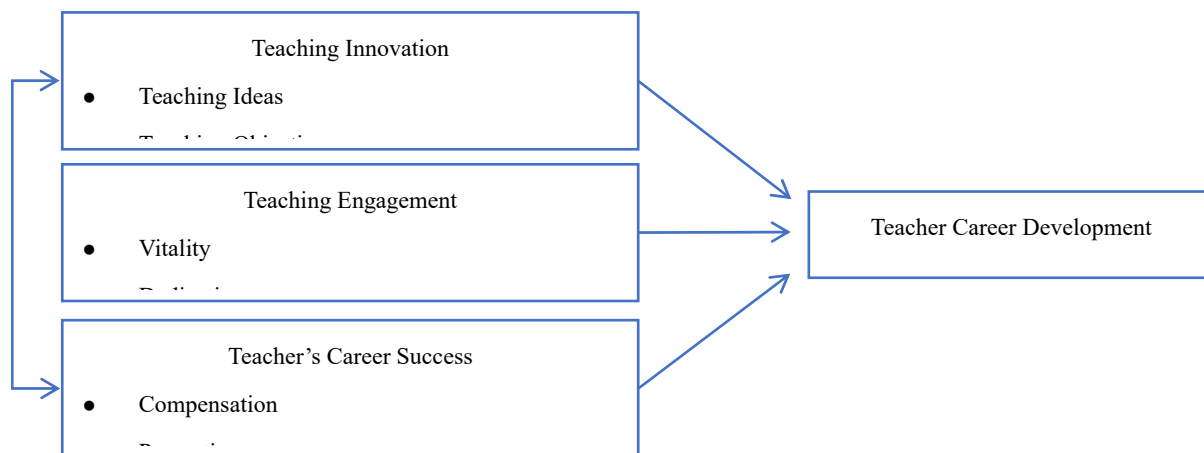 Teaching Innovation
● Teaching Ideas
Teaching Engagement
● Vitality
Teacher Career Development
Teacher’s Career Success
● Compensation